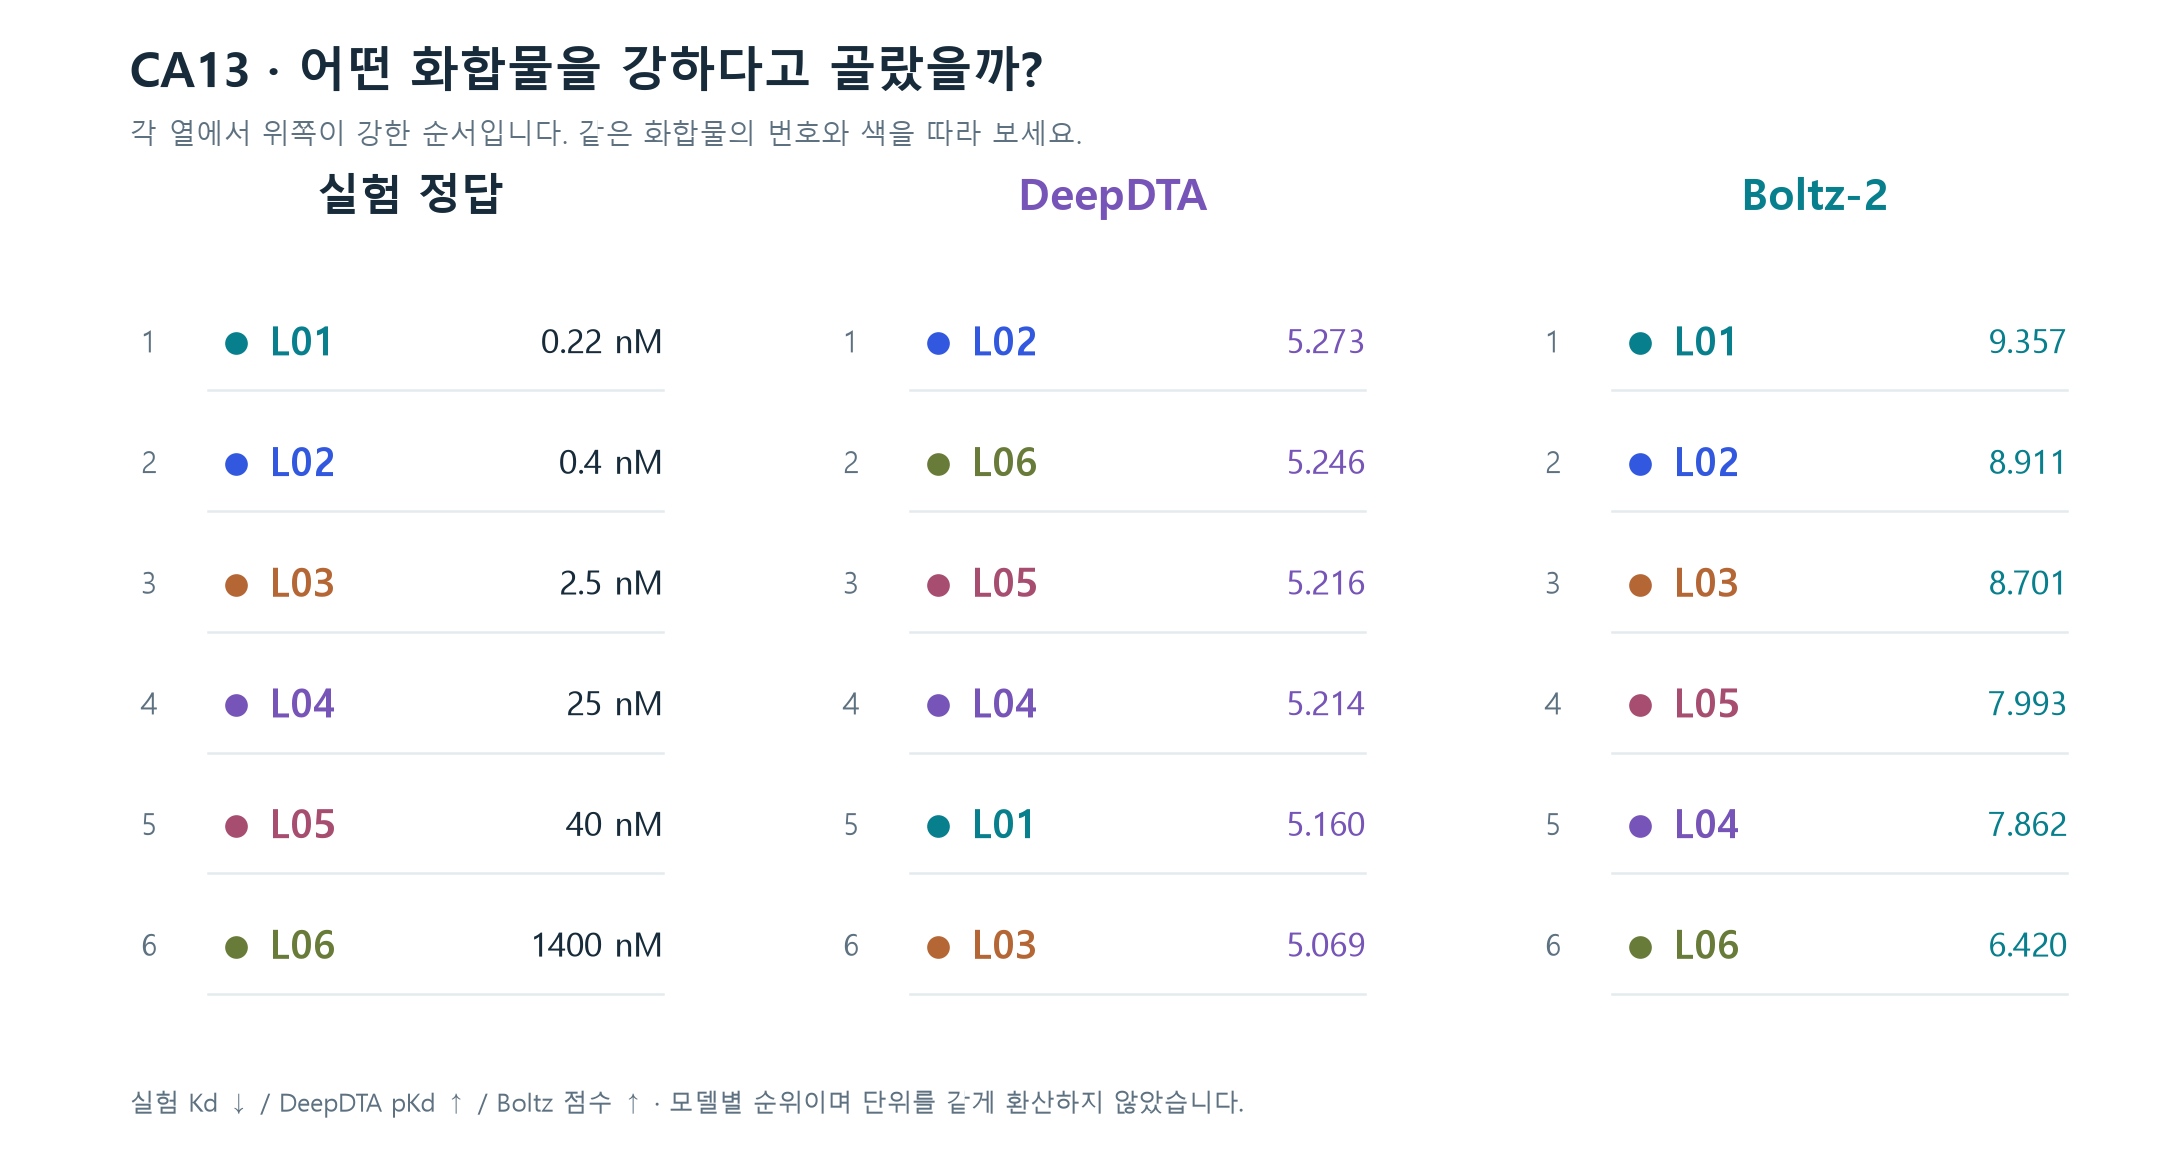 CA13 · 어떤 화합물을 강하다고 골랐을까?
각 열에서 위쪽이 강한 순서입니다. 같은 화합물의 번호와 색을 따라 보세요.
실험 정답
1 L01 0.22 nM
2 L02 0.4 nM
3 L03 2.5 nM
4 L04 25 nM
5 L05 40 nM
6 L06 1400 nM
DeepDTA
1 L02 5.273
2 L06 5.246
3 L05 5.216
4 L04 5.214
5 L01 5.160
6 L03 5.069
Boltz-2
1 L01 9.357
2 L02 8.911
3 L03 8.701
4 L05 7.993
5 L04 7.862
6 L06 6.420
실험 Kd ↓ / DeepDTA pKd ↑ / Boltz 점수 ↑ · 모델별 순위이며 단위를 같게 환산하지 않았습니다.